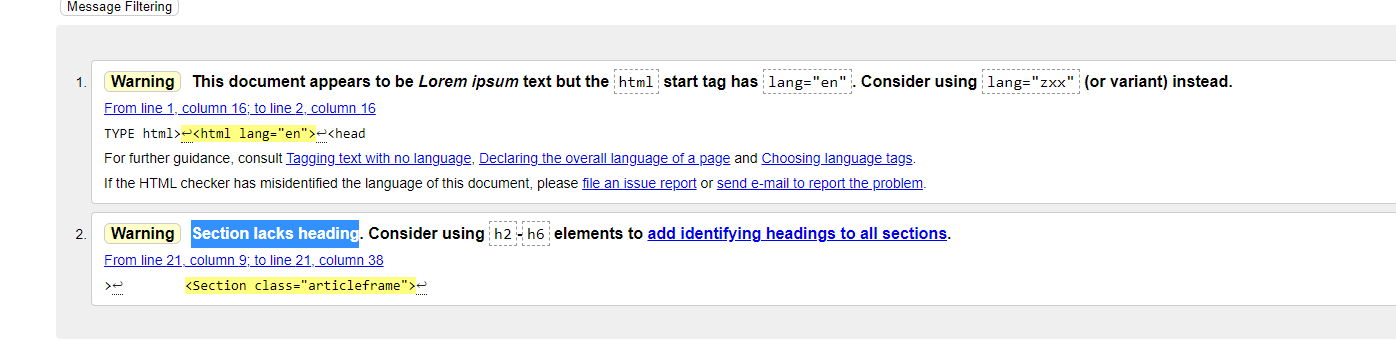 Message Filtering
1. Warning This document appears to be Lorem ipsum text but the html start tag has lang="en". Consider using lang="zxx" (or variant) instead.
From line 1, column 16; to line 2, column 16
TYPE html>↩<html lang="en">↩<head
For further guidance, consult Tagging text with no language, Declaring the overall language of a page and Choosing language tags.
If the HTML checker has misidentified the language of this document, please file an issue report or send e-mail to report the problem.
2. Warning Section lacks heading. Consider using h2-h6 elements to add identifying headings to all sections.
From line 21, column 9; to line 21, column 38
>↩ <Section class="articleframe">↩